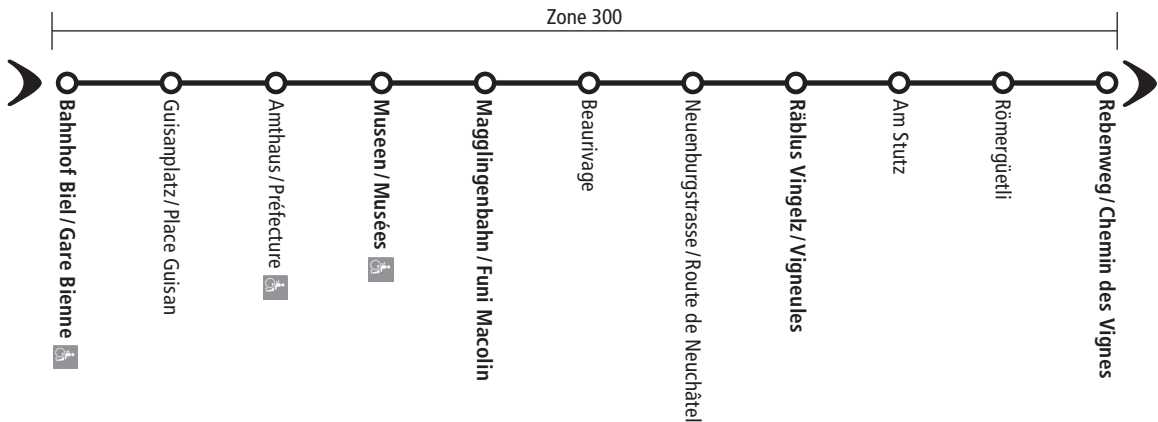 Zone 300
Bahnhof Biel/Gare Bienne
Guisanplatz/Place Guisan
Amthaus/Préfecture
Museen/Musées
Magglingenbahn/Funi Macolin
Beaurivage
Neuenburgstrasse/Route de Neuchâtel
Räblus Vingelz/Vigneules
Am Stutz
Römergüetli
Rebenweg/Chemin des Vignes